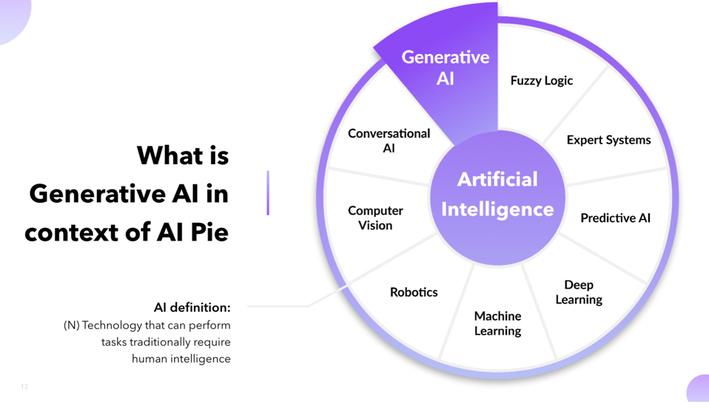 What is
Generative AI in
context of AI Pie
AI definition:
(N) Technology that can perform
tasks traditionally require
human intelligence
12
Generative
AI
Fuzzy Logic
Expert Systems
Predictive AI
Deep
Learning
Machine
Learning
Robotics
Computer
Vision
Conversational
AI
Artificial
Intelligence